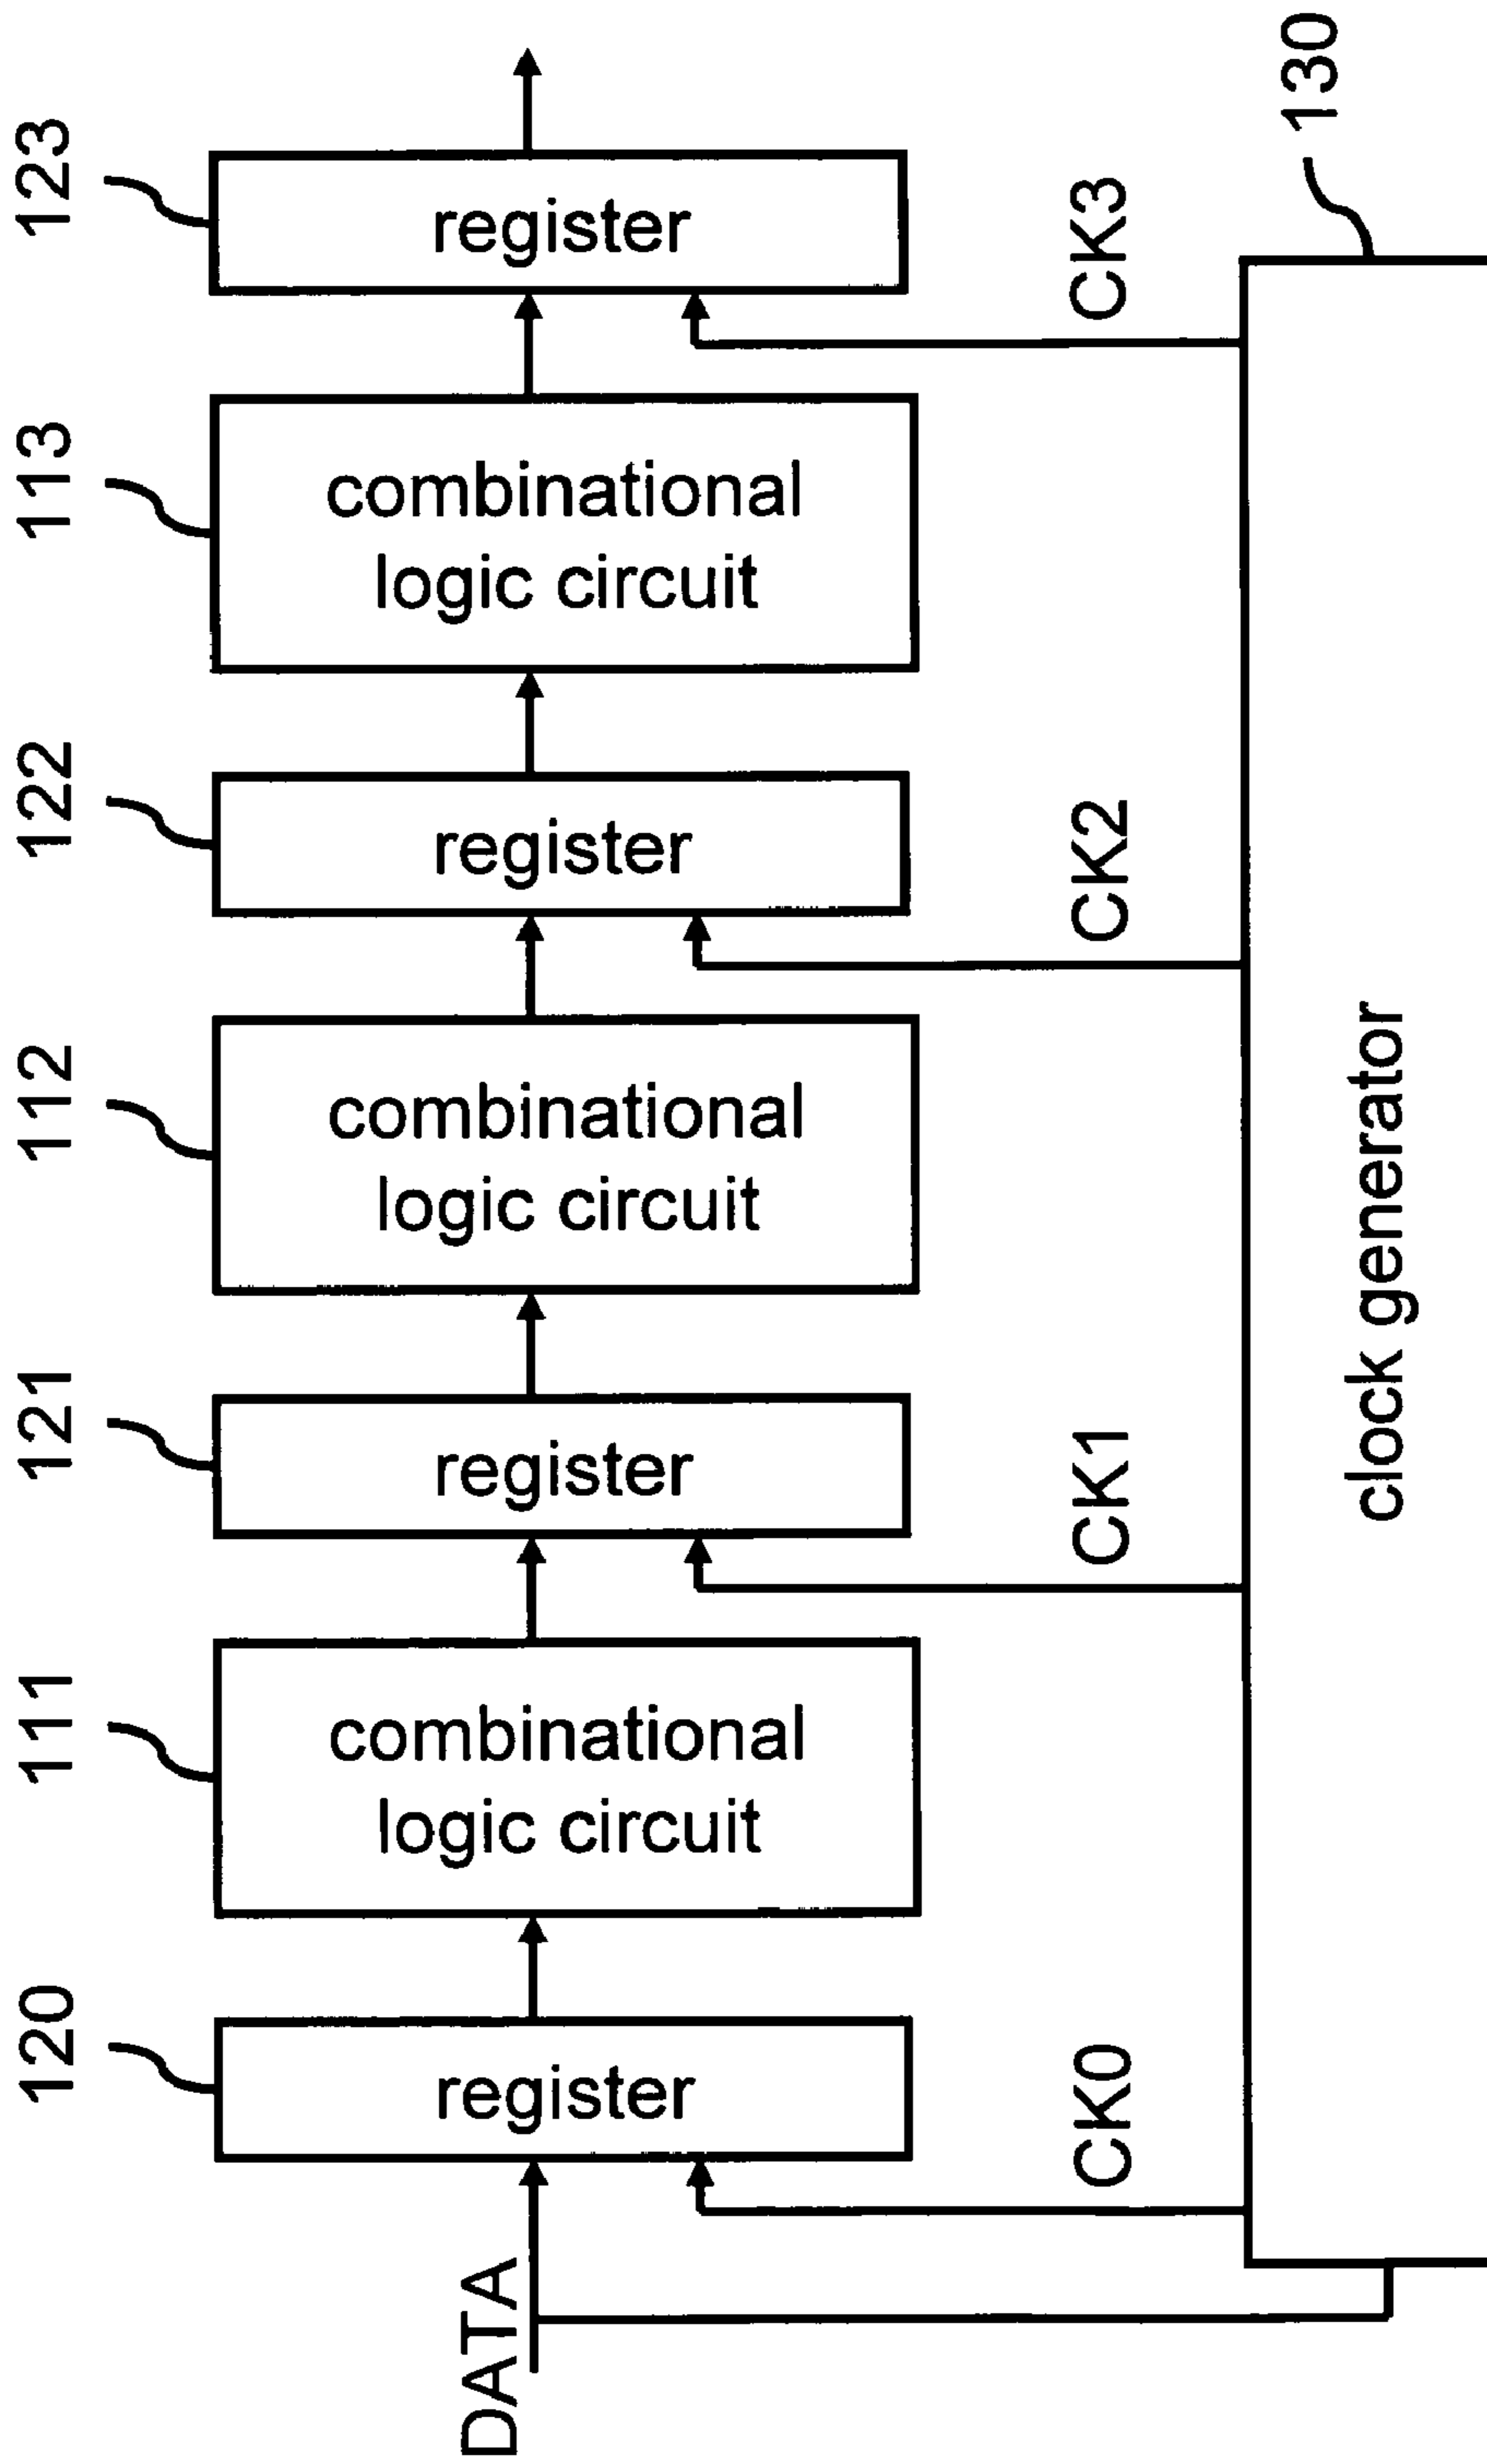 120
111
121
112
122
113
123
DATA
register
combinational
logic circuit
register
combinational
logic circuit
register
combinational
logic circuit
register
CK0
CK1
CK2
CK3
clock generator
130